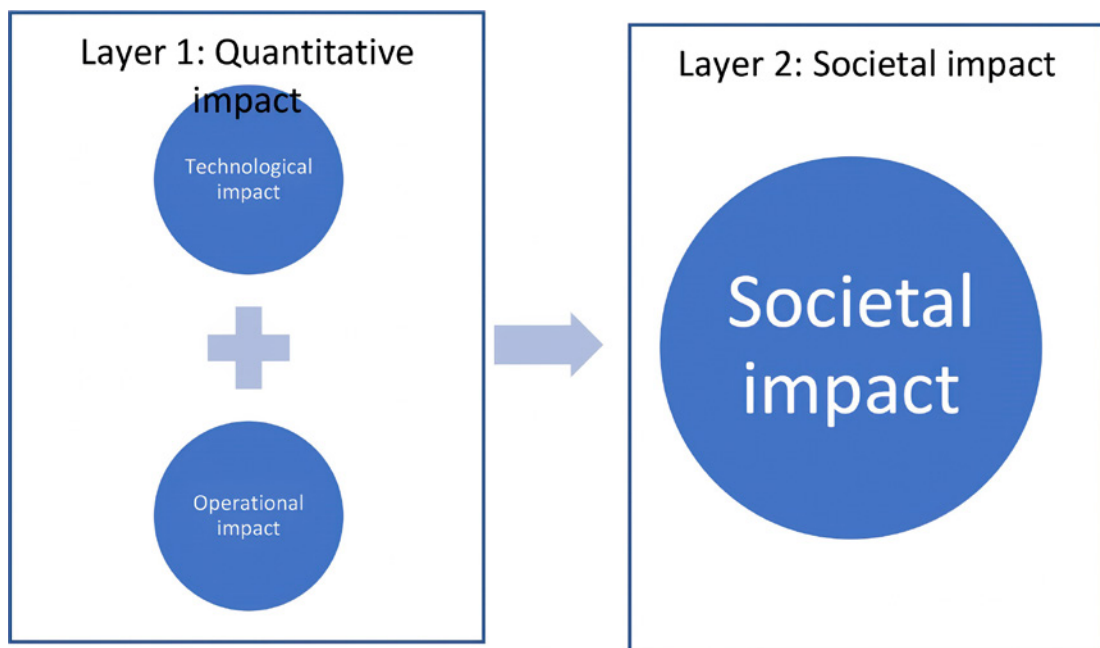 Layer 1: Quantitative
impact
Technological
impact
Operational
impact
Layer 2: Societal impact
Societal
impact